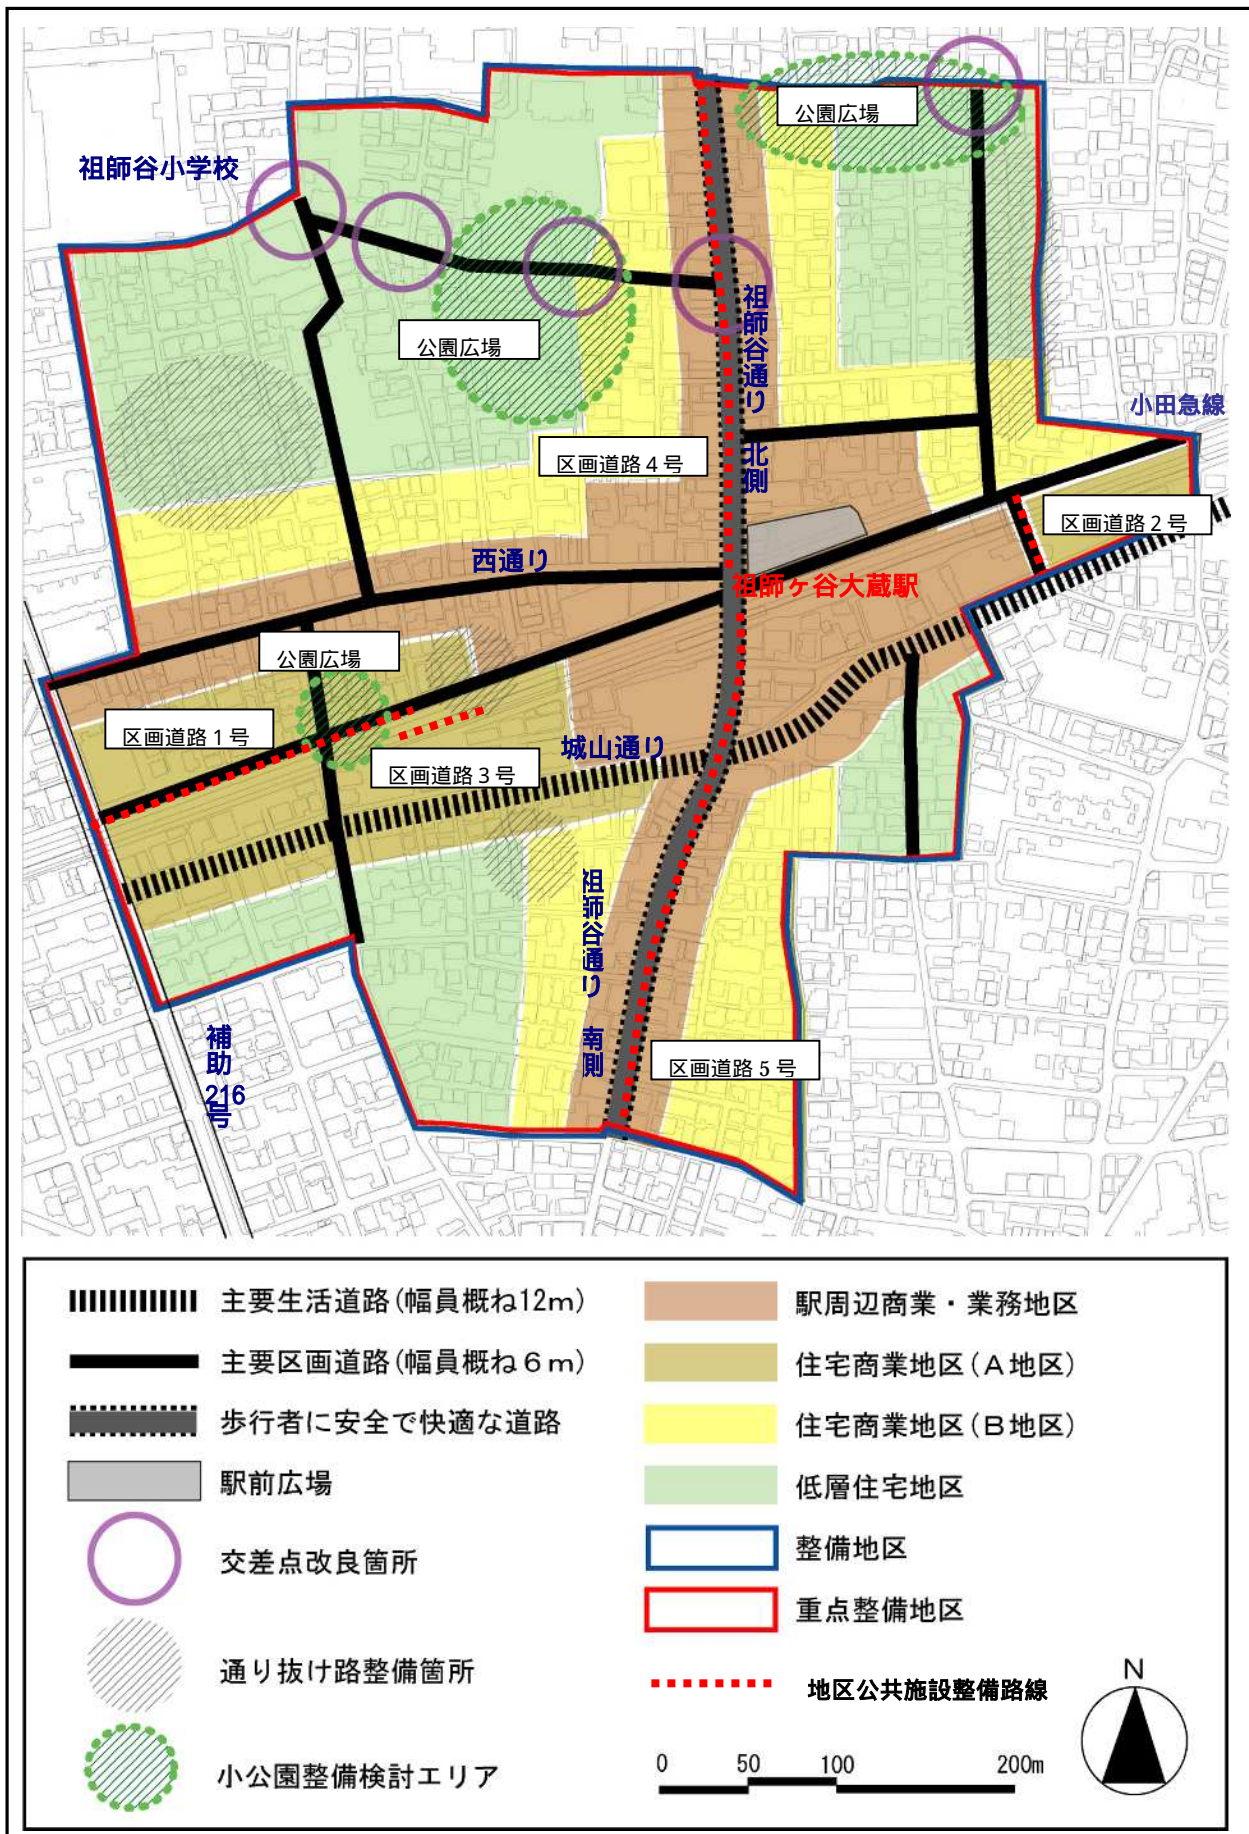 公園広場
祖師谷小学校
祖師谷通り 北側
公園広場
小田急線
区画道路４号
区画道路２号
西通り
祖師ヶ谷大蔵駅
公園広場
区画道路１号
城山通り
区画道路３号
祖師谷通り 南側
補助216号
区画道路５号
主要生活道路(幅員概ね12m)
主要区画道路(幅員概ね６m)
歩行者に安全で快適な道路
駅前広場
交差点改良箇所
通り抜け路整備箇所
小公園整備検討エリア
駅周辺商業・業務地区
住宅商業地区(Ａ地区)
住宅商業地区(Ｂ地区)
低層住宅地区
整備地区
重点整備地区
地区公共施設整備路線
N
0 50 100 200m